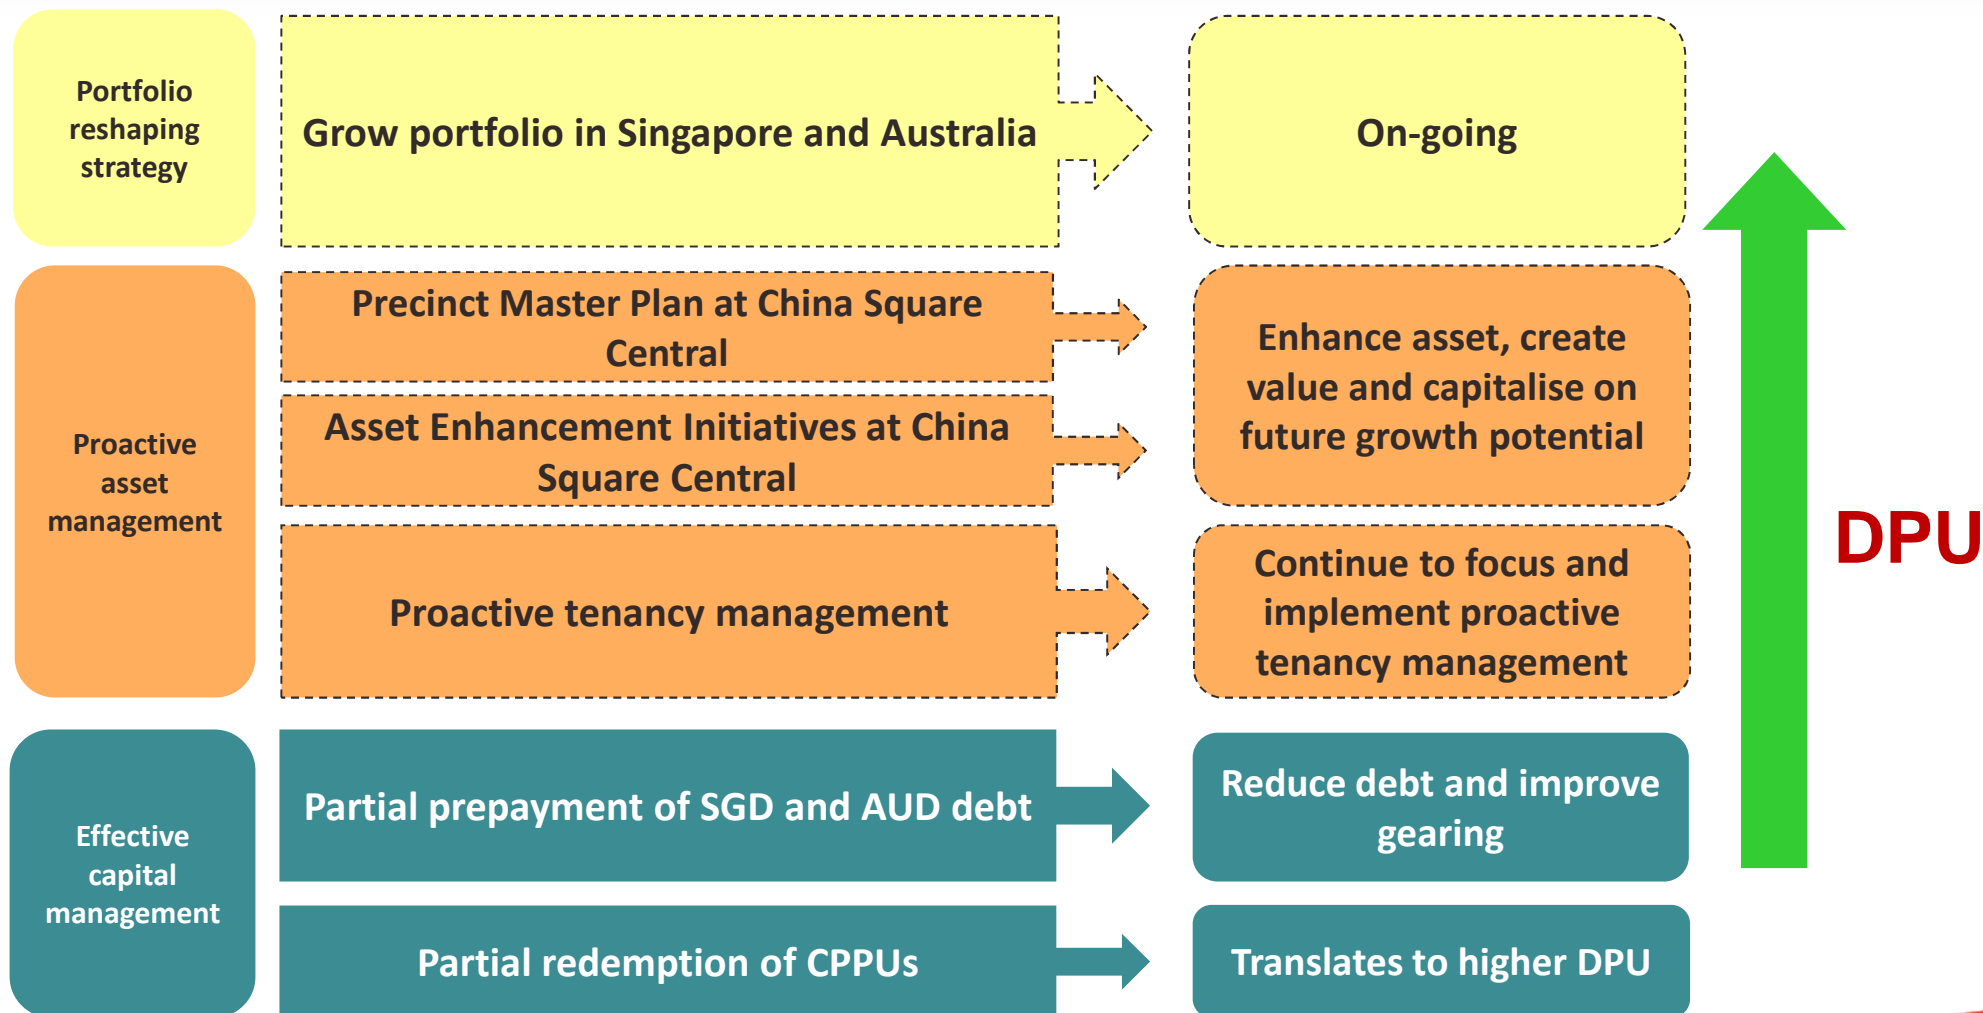 Portfolio
reshaping
strategy
Grow portfolio in Singapore and Australia
On-going
Proactive
asset
management
Precinct Master Plan at China Square
Central
Asset Enhancement Initiatives at China
Square Central
Enhance asset, create
value and capitalise on
future growth potential
Proactive tenancy management
Continue to focus and
implement proactive
tenancy management
DPU
Effective
capital
management
Partial prepayment of SGD and AUD debt
Reduce debt and improve
gearing
Partial redemption of CPPUs
Translates to higher DPU